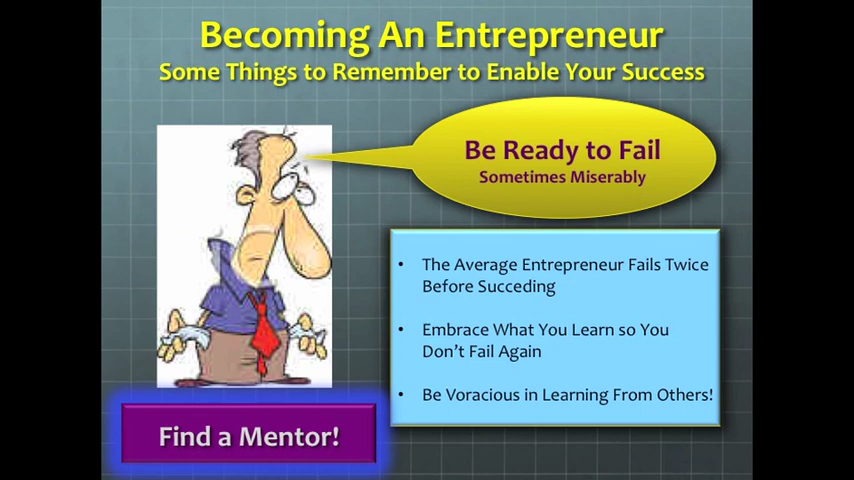 Becoming An Entrepreneur
Some Things to Remember to Enable Your Success
Be Ready to Fail
Sometimes Miserably
• The Average Entrepreneur Fails Twice
Before Succeding
• Embrace What You Learn so You
Don't Fail Again
• Be Voracious in Learning From Others!
Find a Mentor!